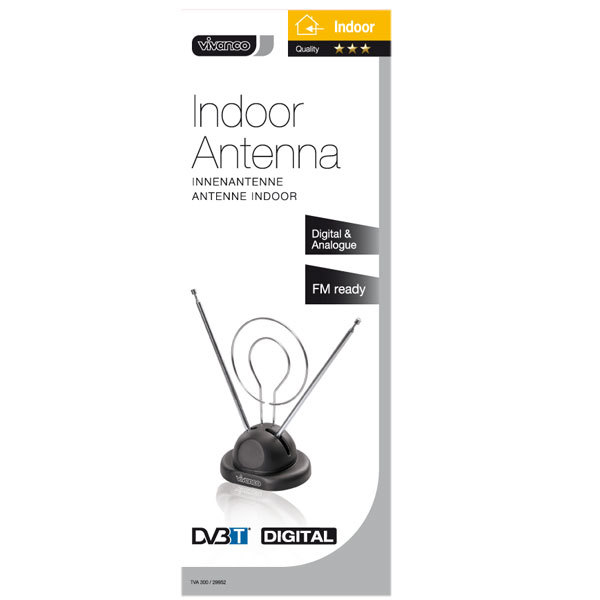 vivanco
Indoor
Quality
Indoor
Antenna
INNENANTENNE
ANTENNE INDOOR
Digital &
Analogue
FM ready
vivanco
DVB T
DIGITAL
TVA 300 / 29952